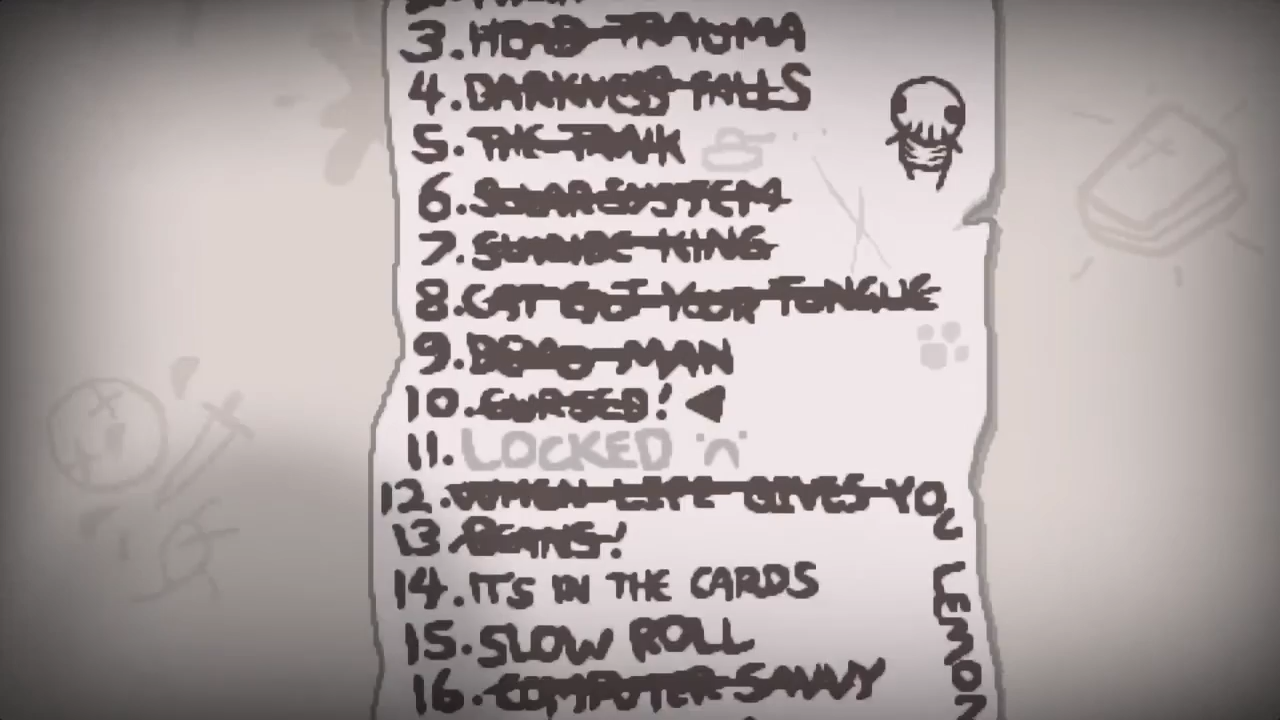 3. HEAD TRAUMA
4. DARKNESS FALLS
5. THE TANK
6. SOLAR SYSTEM
7. SUICIDE KING
8. CAT GOT YOUR TONGUE
9. DEMO MAN
10. CURSED!
11. LOCKED
12. WHEN LIFE GIVES YOU LEMON
13 BEANS!
14. IT'S IN THE CARDS
15. SLOW ROLL
16. COMPUTER SAVVY